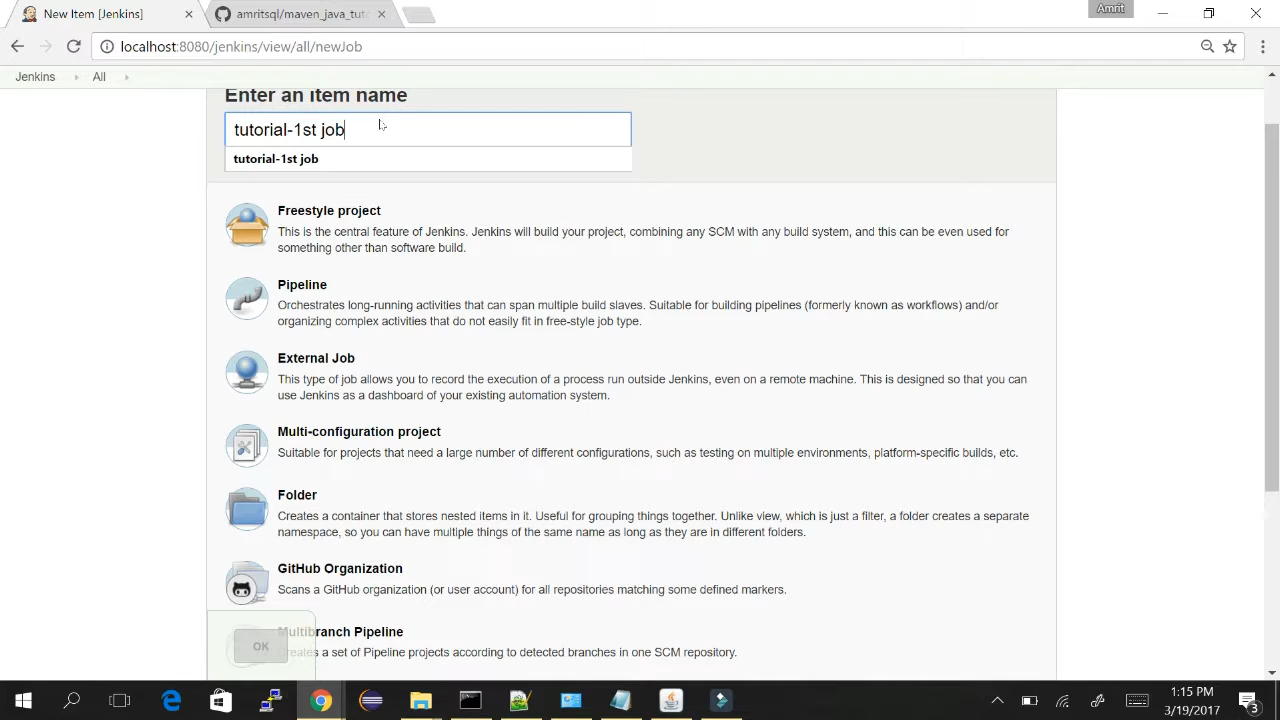 New Item [Jenkins]
amritsql/maven_java_tuto
Amrit
localhost:8080/jenkins/view/all/newJob
Jenkins
All
Enter an item name
tutorial-1st job
tutorial-1st job
Freestyle project
This is the central feature of Jenkins. Jenkins will build your project, combining any SCM with any build system, and this can be even used for
something other than software build.
Pipeline
Orchestrates long-running activities that can span multiple build slaves. Suitable for building pipelines (formerly known as workflows) and/or
organizing complex activities that do not easily fit in free-style job type.
External Job
This type of job allows you to record the execution of a process run outside Jenkins, even on a remote machine. This is designed so that you can
use Jenkins as a dashboard of your existing automation system.
Multi-configuration project
Suitable for projects that need a large number of different configurations, such as testing on multiple environments, platform-specific builds, etc.
Folder
Creates a container that stores nested items in it. Useful for grouping things together. Unlike view, which is just a filter, a folder creates a separate
namespace, so you can have multiple things of the same name as long as they are in different folders.
GitHub Organization
Scans a GitHub organization (or user account) for all repositories matching some defined markers.
Multibranch Pipeline
OK
Creates a set of Pipeline projects according to detected branches in one SCM repository.
1:15 PM
3/19/2017
3